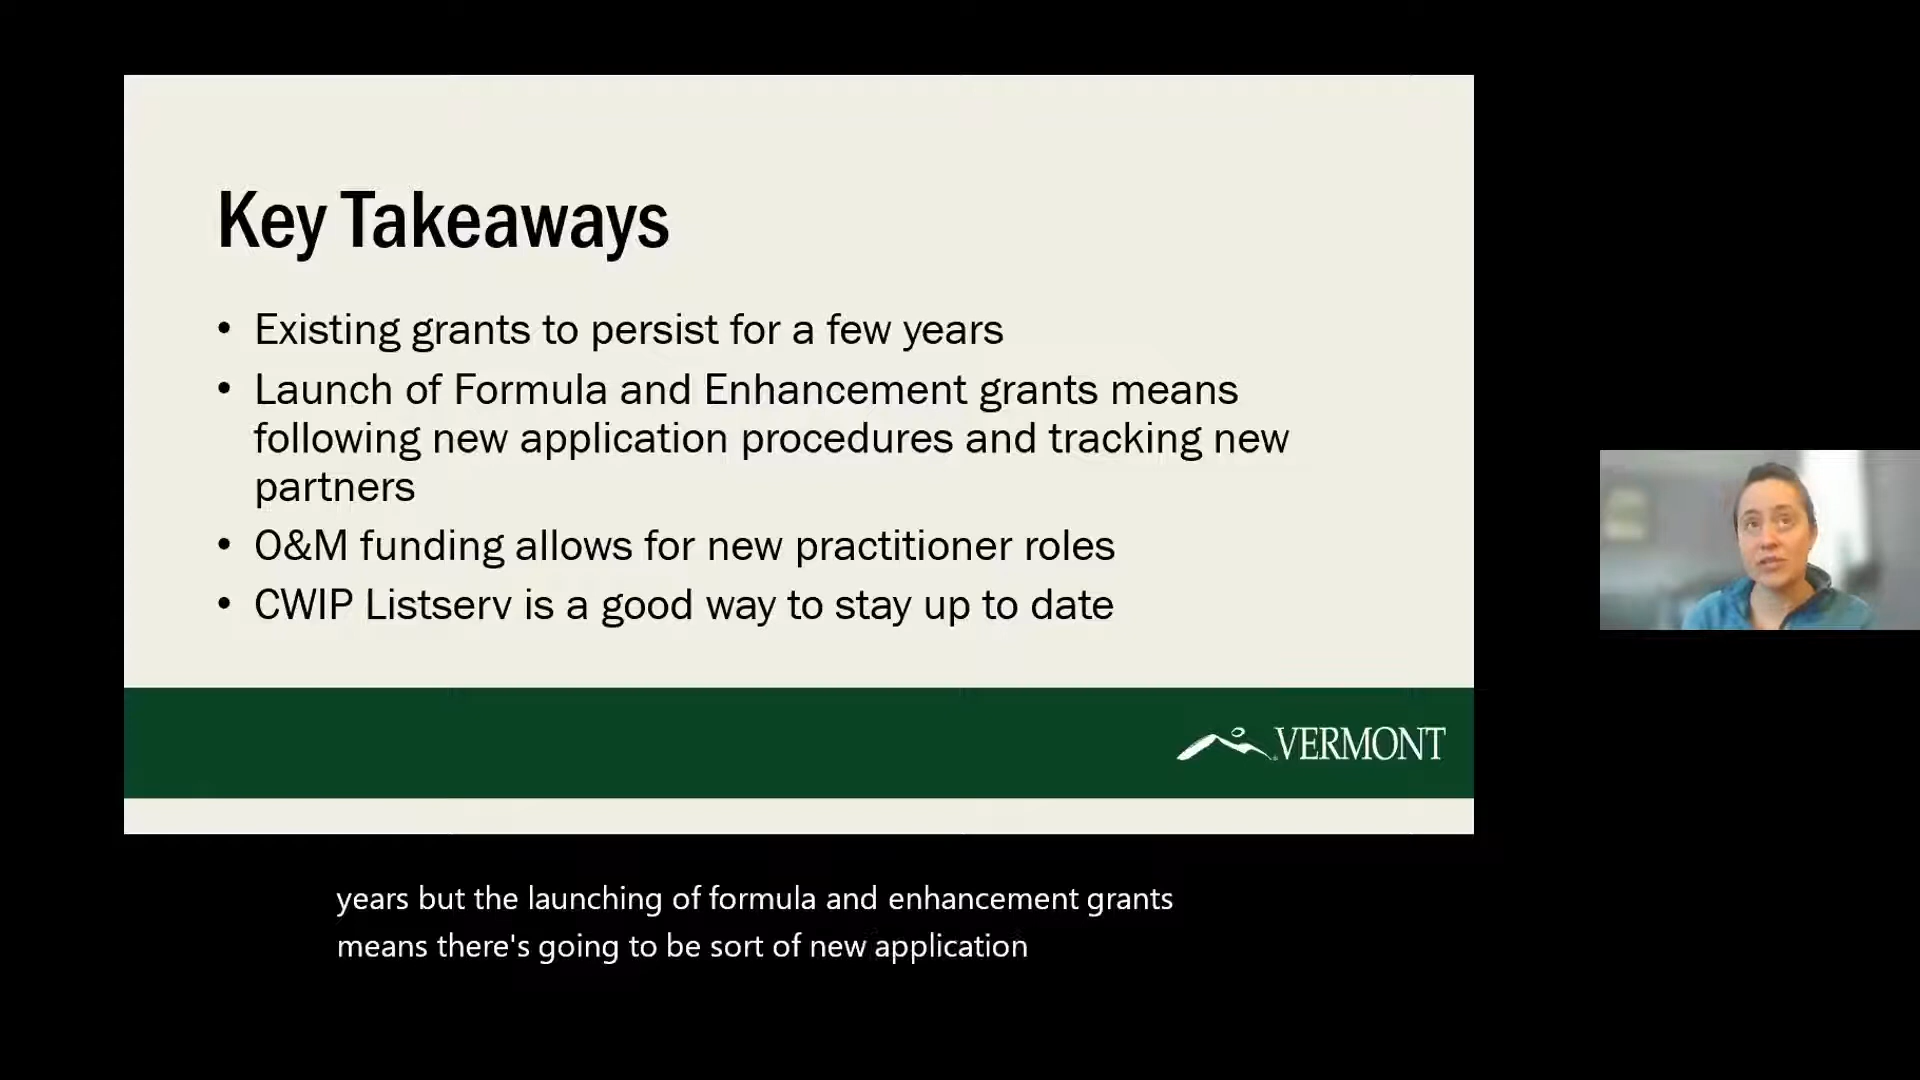 Key Takeaways
• Existing grants to persist for a few years
• Launch of Formula and Enhancement grants means
following new application procedures and tracking new
partners
• O&M funding allows for new practitioner roles
• CWIP Listserv is a good way to stay up to date
VERMONT
years but the launching of formula and enhancement grants
means there's going to be sort of new application